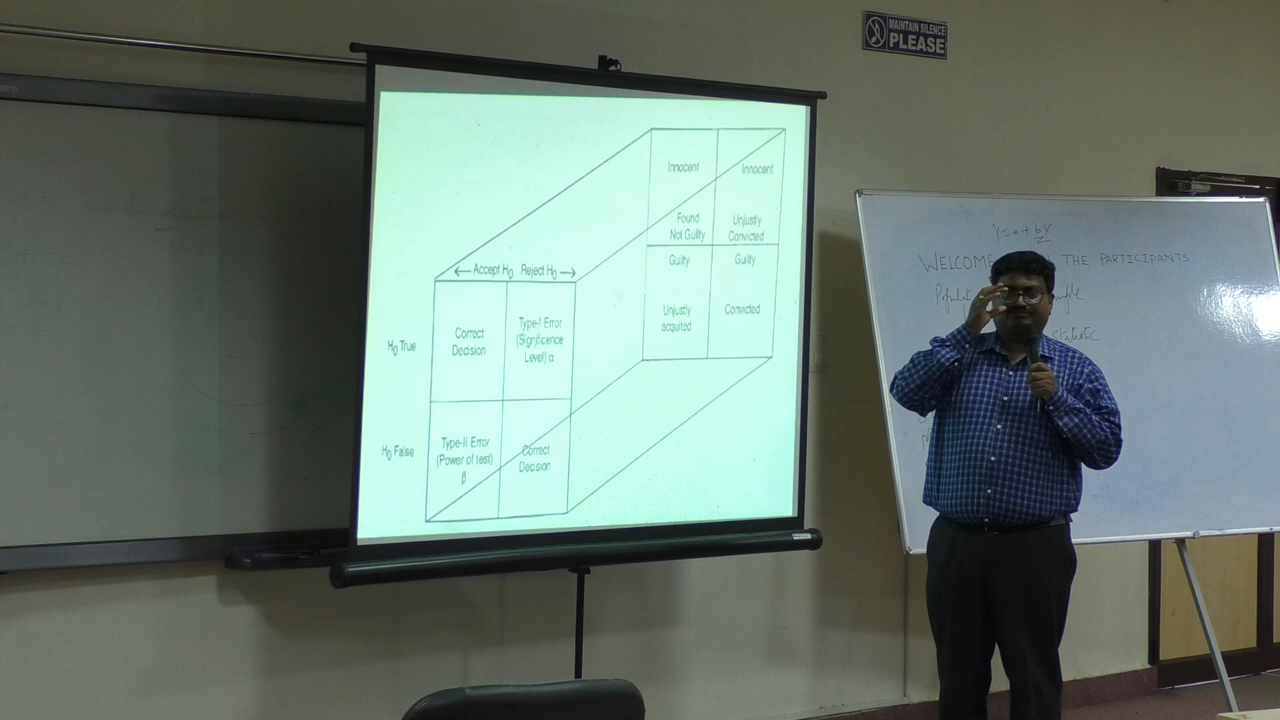 MAINTAIN SILENCE
PLEASE
Innocent
Innocent
Found
Not Guilty
Unjustly
Convicted
Guilty
Guilty
Unjustly
acquited
Convicted
Accept H0
Reject H0
H0 True
Correct
Decision
Type-I Error
(Significence
Level) α
H0 False
Type-II Error
(Power of test)
β
Correct
Decision
y = a + bx
WELCOME
THE PARTICIPANTS